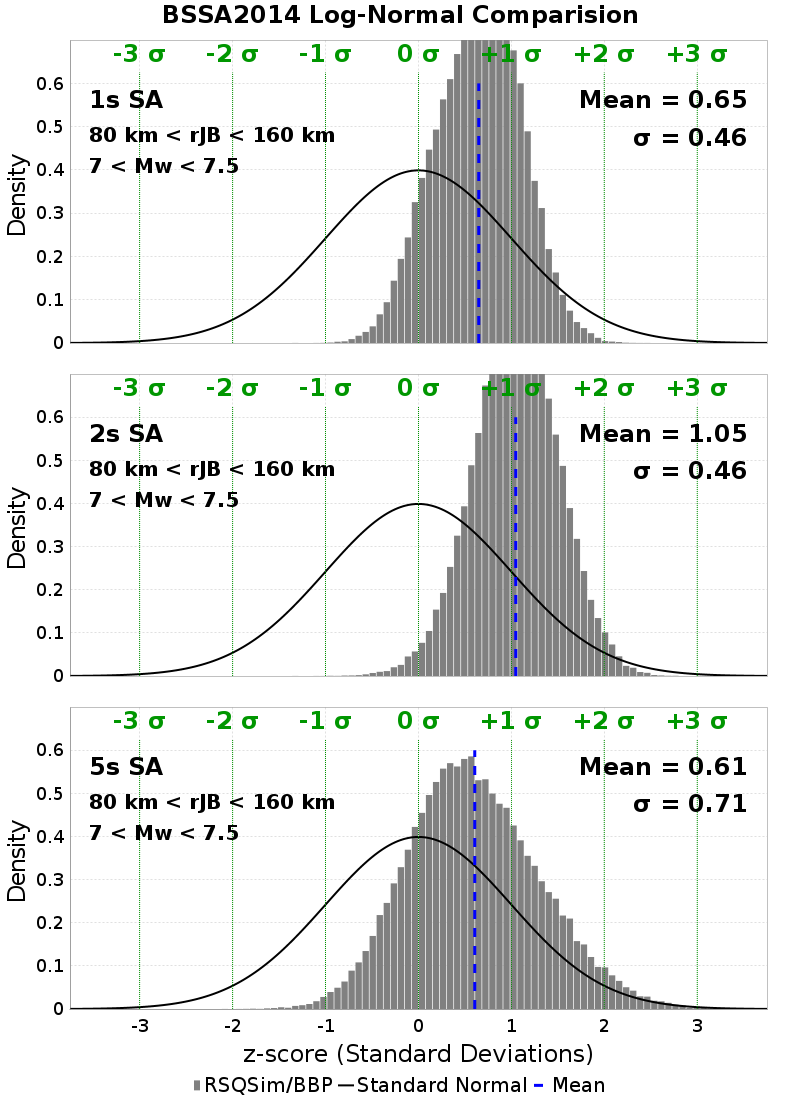 BSSA2014 Log-Normal Comparision
-3 σ -2 σ -1 σ 0 σ +1 σ +2 σ +3 σ
1s SA Mean = 0.65
80 km < rJB < 160 km σ = 0.46
7 < Mw < 7.5
Density
0.6
0.5
0.4
0.3
0.2
0.1
0
-3 σ -2 σ -1 σ 0 σ +1 σ +2 σ +3 σ
2s SA Mean = 1.05
80 km < rJB < 160 km σ = 0.46
7 < Mw < 7.5
Density
0.6
0.5
0.4
0.3
0.2
0.1
0
-3 σ -2 σ -1 σ 0 σ +1 σ +2 σ +3 σ
5s SA Mean = 0.61
80 km < rJB < 160 km σ = 0.71
7 < Mw < 7.5
Density
0.6
0.5
0.4
0.3
0.2
0.1
0
-3 -2 -1 0 1 2 3
z-score (Standard Deviations)
RSQSim/BBP Standard Normal Mean